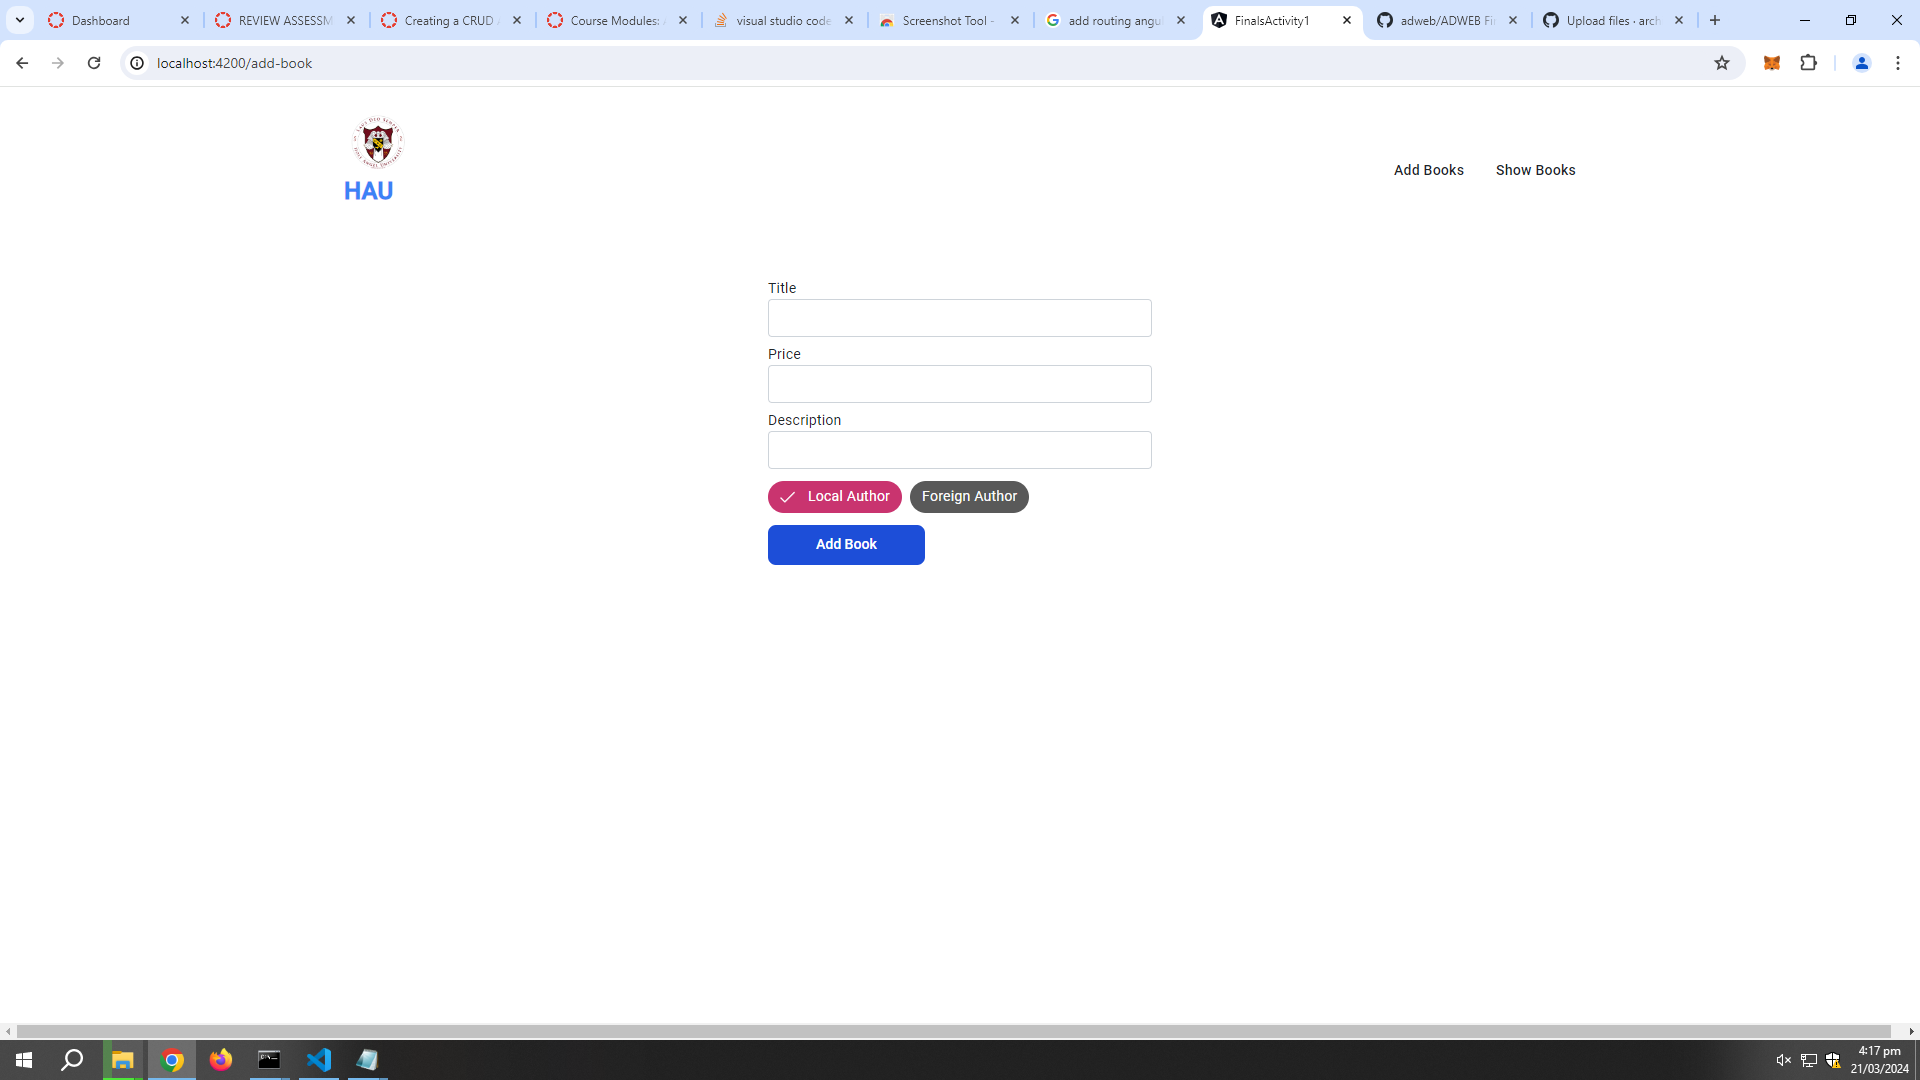 Dashboard
REVIEW ASSESSM
Creating a CRUD
Course Modules:
visual studio code
Screenshot Tool -
add routing angul
FinalsActivity1
adweb/ADWEB Fi
Upload files · arch
localhost:4200/add-book
HAU
Add Books
Show Books
Title
Price
Description
Local Author
Foreign Author
Add Book
4:17 pm
21/03/2024